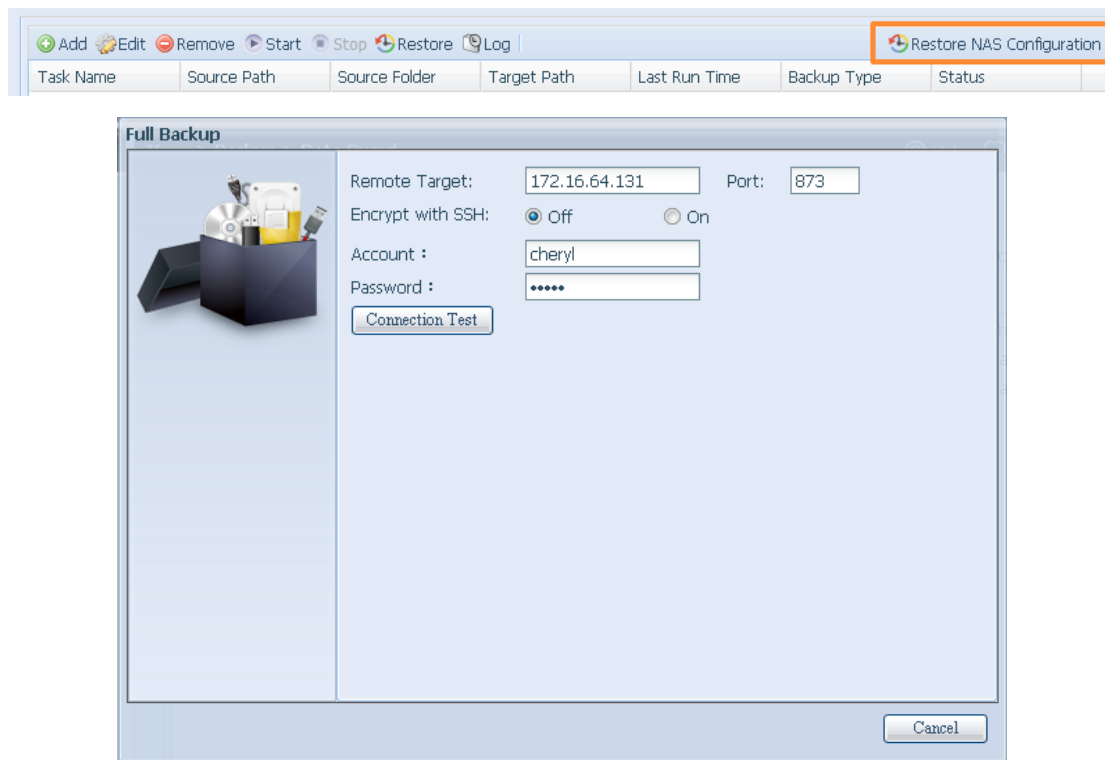 Add Edit Remove Start Stop Restore Log Restore NAS Configuration
Task Name Source Path Source Folder Target Path Last Run Time Backup Type Status
Full Backup
Remote Target: 172.16.64.131 Port: 873
Encrypt with SSH: Off On
Account： cheryl
Password： •••••
Connection Test
Cancel